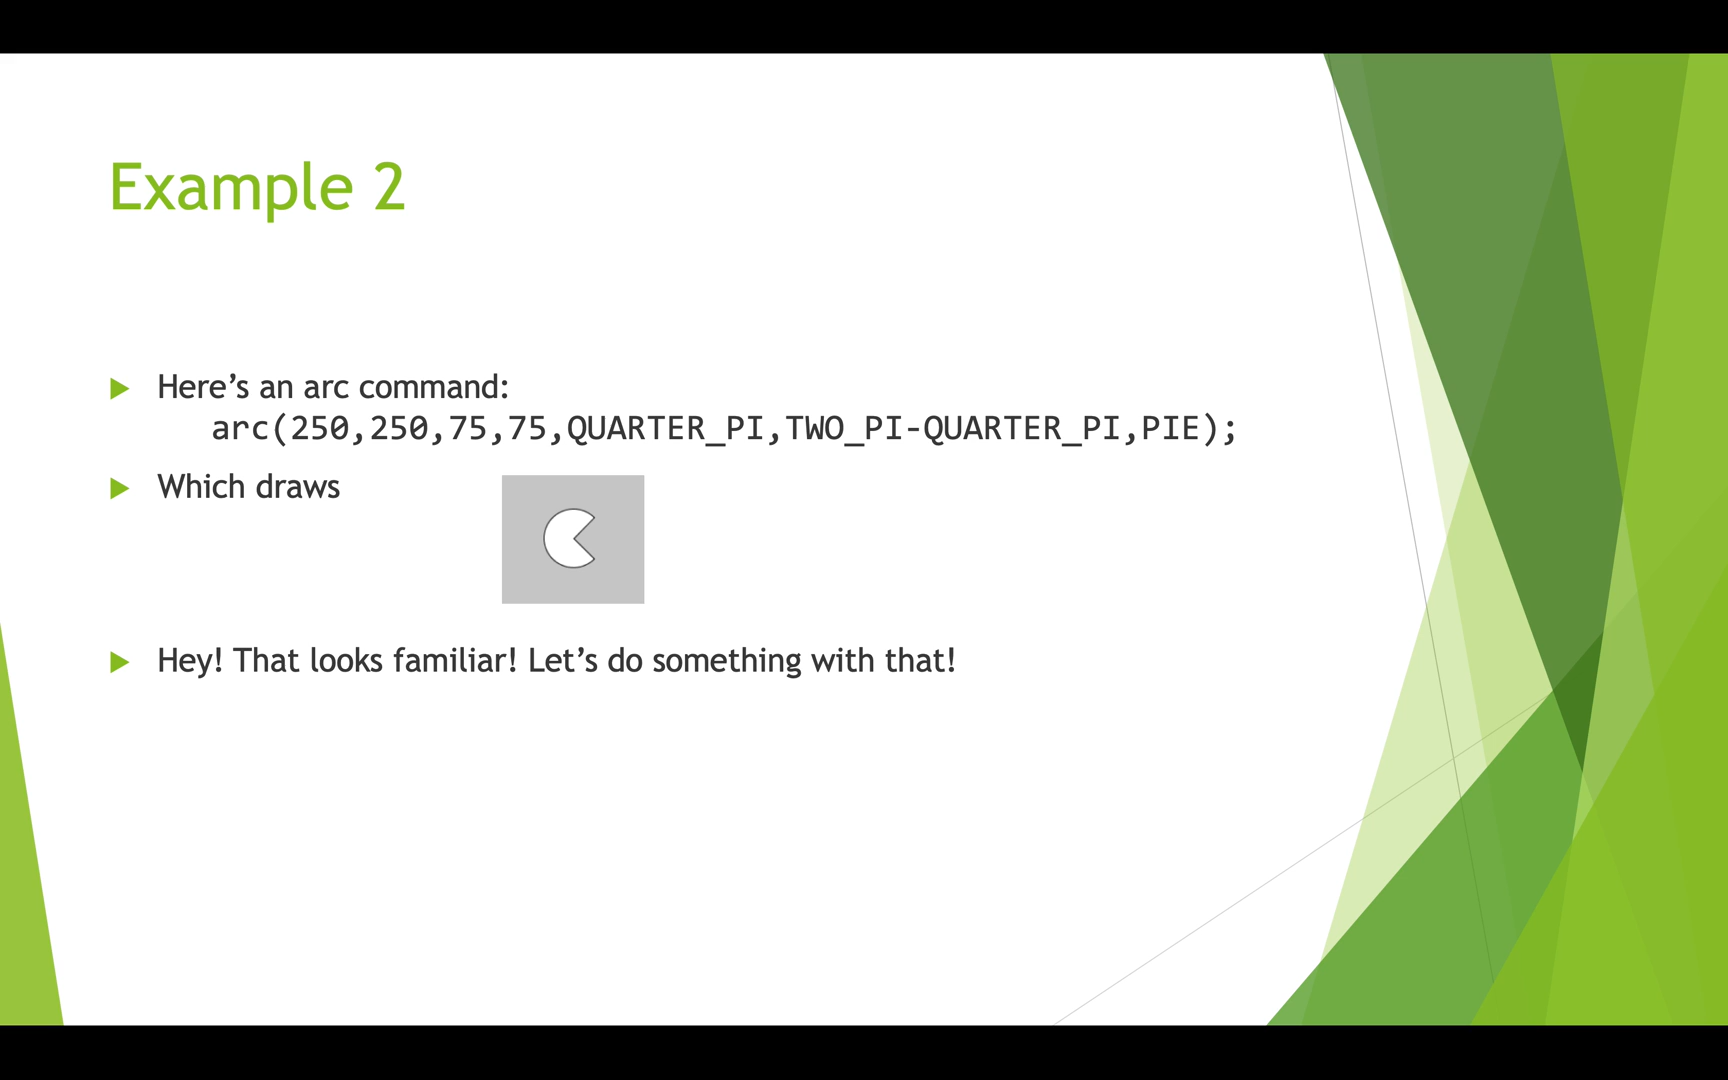 Example 2
Here’s an arc command:
arc(250,250,75,75,QUARTER_PI,TWO_PI-QUARTER_PI,PIE);
Which draws
Hey! That looks familiar! Let’s do something with that!